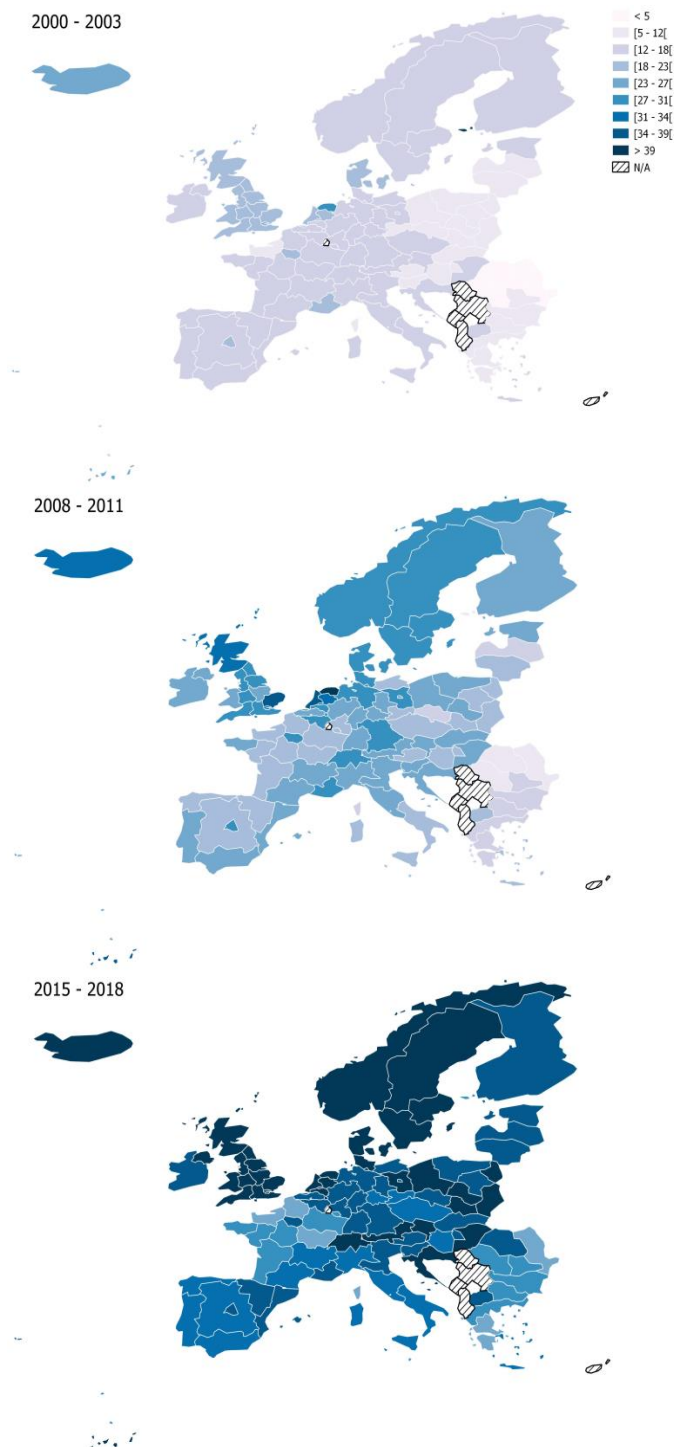 2000 - 2003
< 5
[5 - 12[
[12 - 18[
[18 - 23[
[23 - 27[
[27 - 31[
[31 - 34[
[34 - 39[
> 39
N/A
2008 - 2011
2015 - 2018